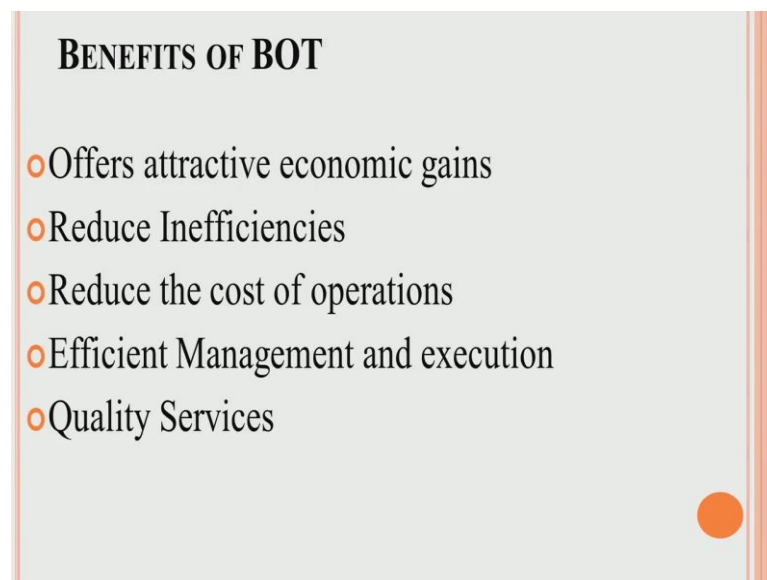 BENEFITS OF BOT
Offers attractive economic gains
Reduce Inefficiencies
Reduce the cost of operations
Efficient Management and execution
Quality Services